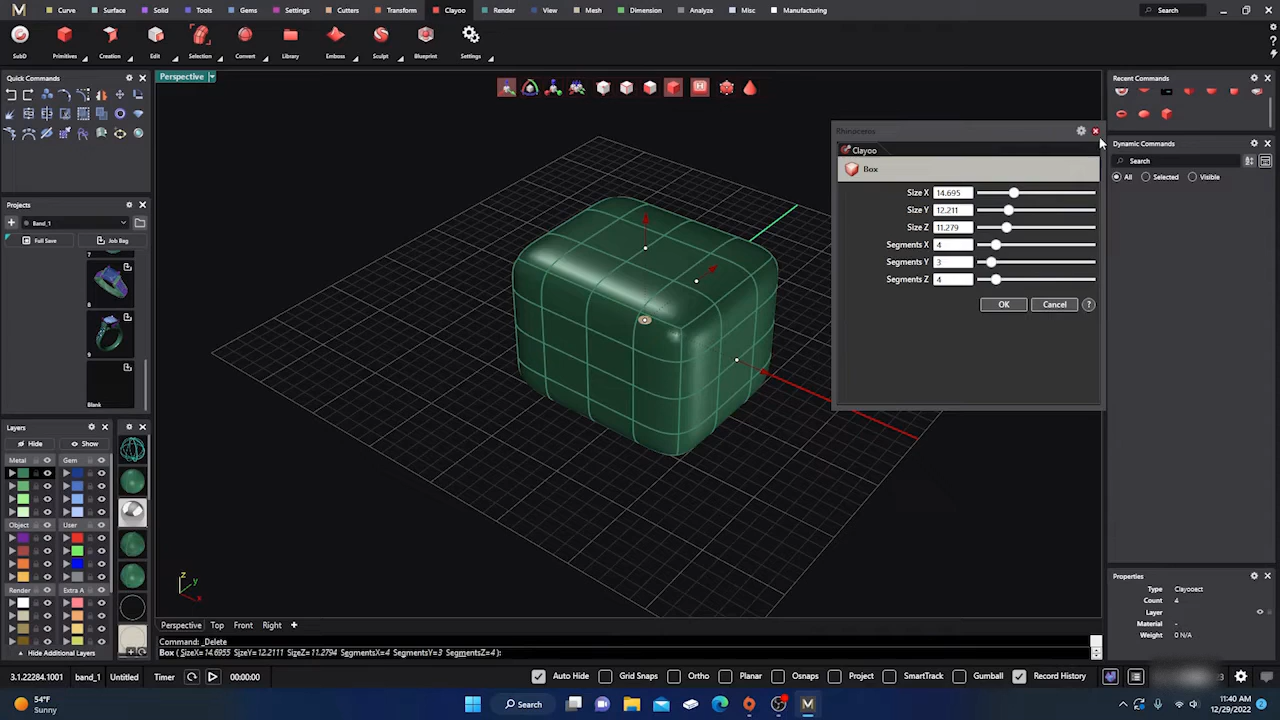 M Curve Surface Solid Tools Gems Settings Cutters Transform Clayoo Render View Mesh Dimension Analyze Misc Manufacturing Search
SubD Primitives Creation Edit Selection Convert Library Emboss Sculpt Blueprint Settings
Quick Commands
Perspective
Recent Commands
Rhinoceros
Clayoo
Box
Size X 14.695
Size Y 12.211
Size Z 11.279
Segments X 4
Segments Y 3
Segments Z 4
OK Cancel ?
Dynamic Commands
Search
All Selected Visible
Projects
Band_1
Full Save Job Bag
7
8
9
Blank
Layers
Hide Show
Metal Gem
Object User
Render Extra A
Hide Additional Layers
z
y
x
Perspective Top Front Right
Command: _Delete
Box ( SizeX=14.6955 SizeY=12.2111 SizeZ=11.2794 SegmentsX=4 SegmentsY=3 SegmentsZ=4 ):
Properties
Type Clayooect
Count 4
Layer
Material -
Weight 0 N/A
3.1.22284.1001 band_1 Untitled Timer 00:00:00 Auto Hide Grid Snaps Ortho Planar Osnaps Project SmartTrack Gumball Record History
54°F
Sunny
Search
11:40 AM
12/29/2022